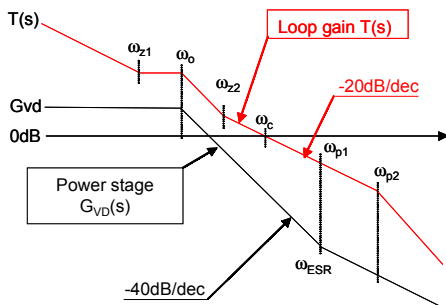 T(s)
ωz1
ωo
Loop gain T(s)
ωz2
-20dB/dec
Gvd
ωc
0dB
ωp1
Power stage
GVD(s)
ωp2
ωESR
-40dB/dec